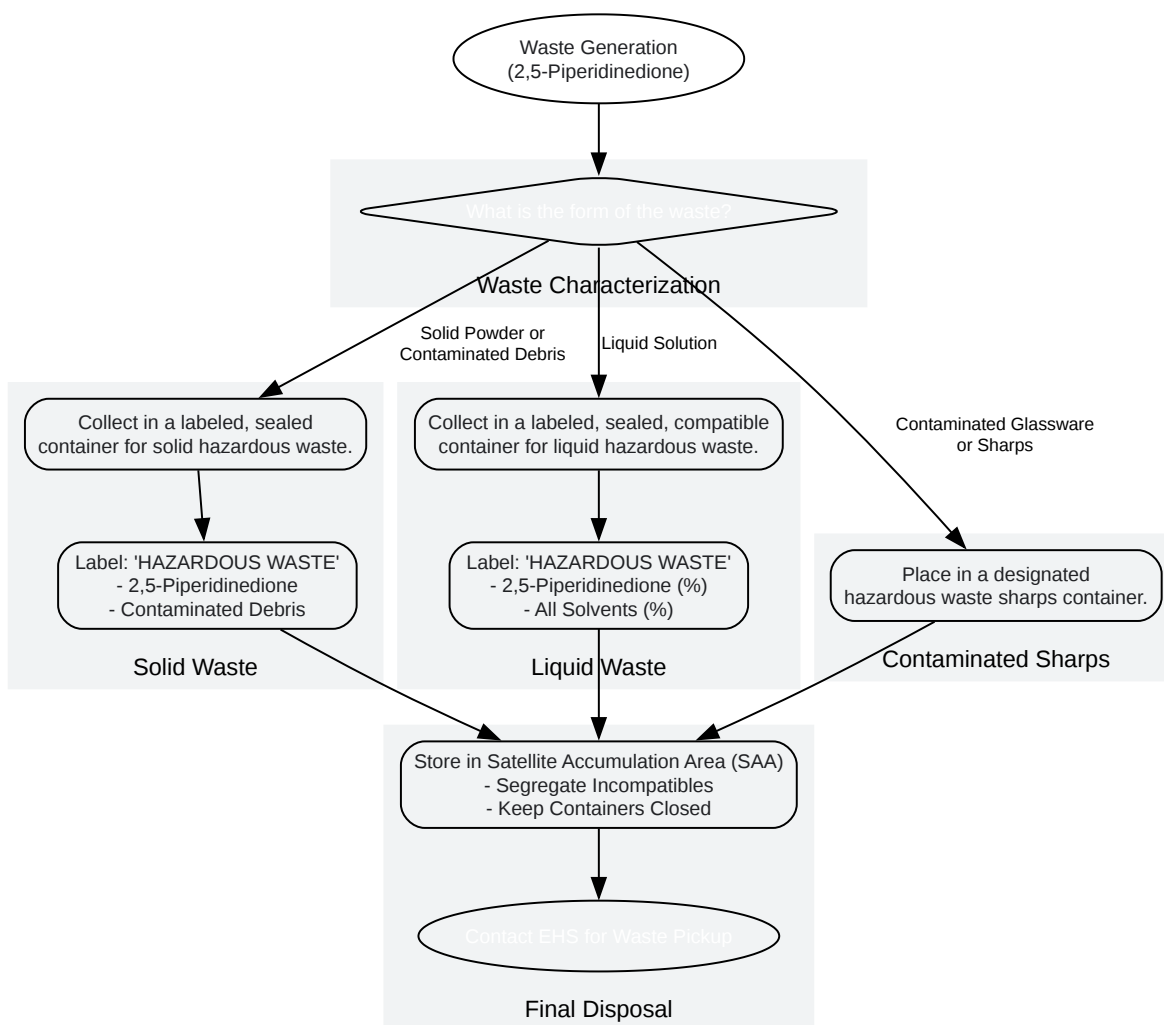 Waste Generation
(2,5-Piperidinedione)
What is the form of the waste?
Waste Characterization
Solid Powder or
Contaminated Debris
Liquid Solution
Contaminated Glassware
or Sharps
Collect in a labeled, sealed
container for solid hazardous waste.
Collect in a labeled, sealed, compatible
container for liquid hazardous waste.
Label: 'HAZARDOUS WASTE'
- 2,5-Piperidinedione
- Contaminated Debris
Label: 'HAZARDOUS WASTE'
- 2,5-Piperidinedione (%)
- All Solvents (%)
Place in a designated
hazardous waste sharps container.
Solid Waste
Liquid Waste
Contaminated Sharps
Store in Satellite Accumulation Area (SAA)
- Segregate Incompatibles
- Keep Containers Closed
Contact EHS for Waste Pickup
Final Disposal